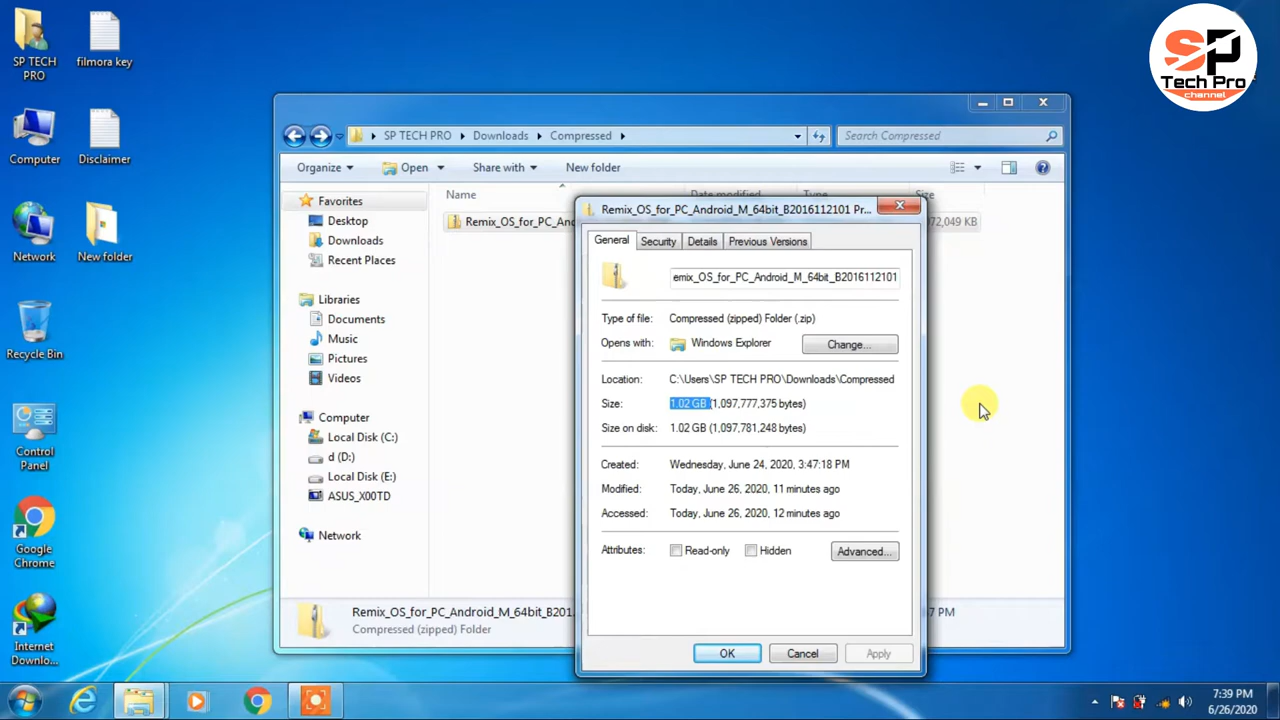 SP TECH
PRO
filmora key
Computer
Disclaimer
Network
New folder
Recycle Bin
Control
Panel
Google
Chrome
Internet
Downlo...
SP
Tech Pro
channel
SP TECH PRO
Downloads
Compressed
Search Compressed
Organize
Open
Share with
New folder
Favorites
Desktop
Downloads
Recent Places
Libraries
Documents
Music
Pictures
Videos
Computer
Local Disk (C:)
d (D:)
Local Disk (E:)
ASUS_X00TD
Network
Name
Date modified
Type
Size
Remix_OS_for_PC_An
72,049 KB
Remix_OS_for_PC_Android_M_64bit_B2016112101 Pr...
General
Security
Details
Previous Versions
emix_OS_for_PC_Android_M_64bit_B2016112101
Type of file: Compressed (zipped) Folder (.zip)
Opens with: Windows Explorer
Change...
Location: C:\Users\SP TECH PRO\Downloads\Compressed
Size: 1.02 GB (1,097,777,375 bytes)
Size on disk: 1.02 GB (1,097,781,248 bytes)
Created: Wednesday, June 24, 2020, 3:47:18 PM
Modified: Today, June 26, 2020, 11 minutes ago
Accessed: Today, June 26, 2020, 12 minutes ago
Attributes: Read-only Hidden
Advanced...
OK
Cancel
Apply
Remix_OS_for_PC_Android_M_64bit_B201
Compressed (zipped) Folder
7 PM
7:39 PM
6/26/2020